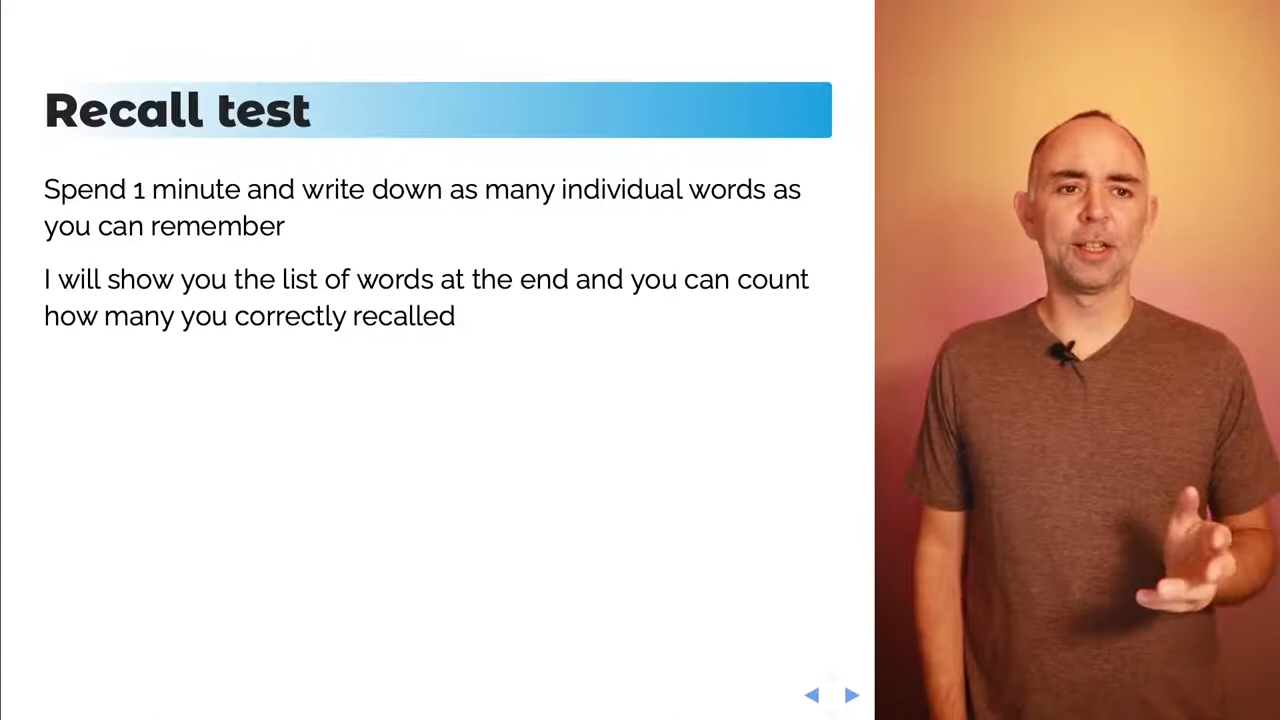 Recall test
Spend 1 minute and write down as many individual words as
you can remember
I will show you the list of words at the end and you can count
how many you correctly recalled